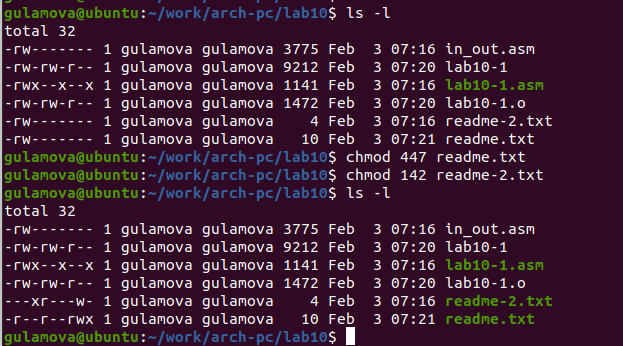 gulamova@ubuntu:~/work/arch-pc/lab10$ ls -l
total 32
-rw------- 1 gulamova gulamova 3775 Feb  3 07:16 in_out.asm
-rw-rw-r-- 1 gulamova gulamova 9212 Feb  3 07:20 lab10-1
-rwx--x--x 1 gulamova gulamova 1141 Feb  3 07:16 lab10-1.asm
-rw-rw-r-- 1 gulamova gulamova 1472 Feb  3 07:20 lab10-1.o
-rw------- 1 gulamova gulamova    4 Feb  3 07:16 readme-2.txt
-rw------- 1 gulamova gulamova   10 Feb  3 07:21 readme.txt
gulamova@ubuntu:~/work/arch-pc/lab10$ chmod 447 readme.txt
gulamova@ubuntu:~/work/arch-pc/lab10$ chmod 142 readme-2.txt
gulamova@ubuntu:~/work/arch-pc/lab10$ ls -l
total 32
-rw------- 1 gulamova gulamova 3775 Feb  3 07:16 in_out.asm
-rw-rw-r-- 1 gulamova gulamova 9212 Feb  3 07:20 lab10-1
-rwx--x--x 1 gulamova gulamova 1141 Feb  3 07:16 lab10-1.asm
-rw-rw-r-- 1 gulamova gulamova 1472 Feb  3 07:20 lab10-1.o
---xr---w- 1 gulamova gulamova    4 Feb  3 07:16 readme-2.txt
-r--r--rwx 1 gulamova gulamova   10 Feb  3 07:21 readme.txt
gulamova@ubuntu:~/work/arch-pc/lab10$